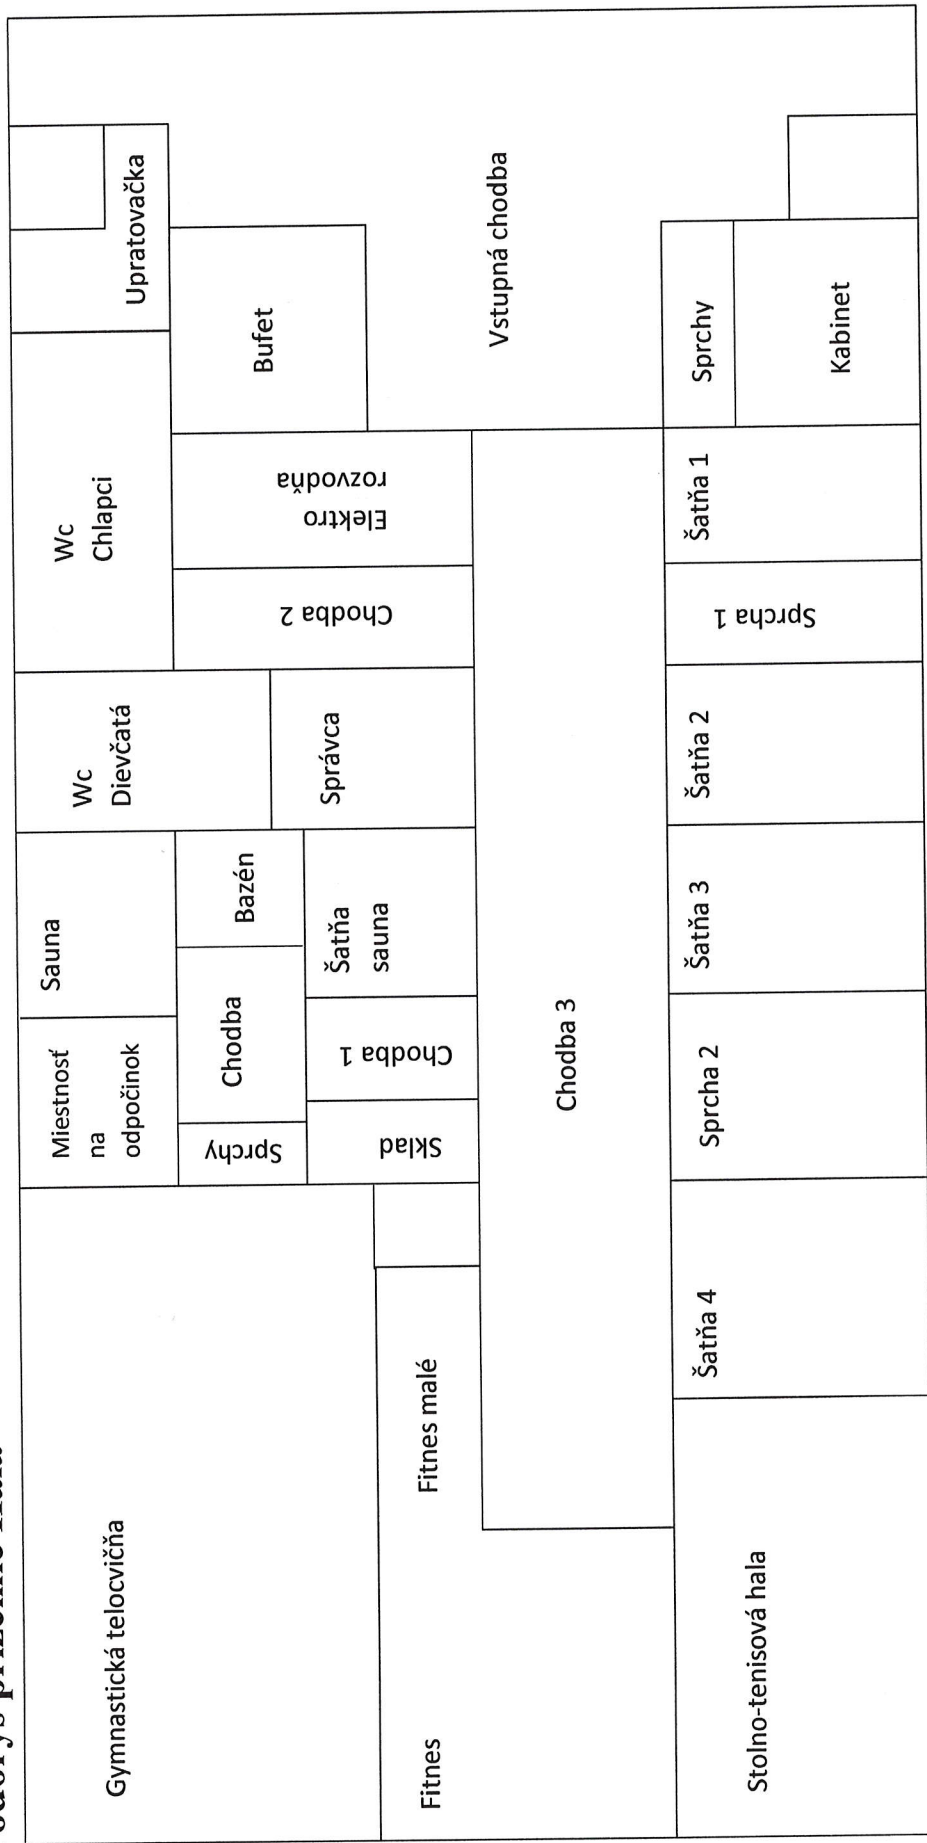 Gymnastická telocvičňa
Miestnosť
na
odpočinok
Sauna
Wc
Dievčatá
Wc
Chlapci
Upratovačka
Sprchy
Chodba
Bazén
Bufet
Fitnes
Fitnes malé
Sklad
Chodba 1
Šatňa
sauna
Správca
Chodba 2
Elektro
rozvodňa
Vstupná chodba
Chodba 3
Stolno-tenisová hala
Šatňa 4
Sprcha 2
Šatňa 3
Šatňa 2
Sprcha 1
Šatňa 1
Sprchy
Kabinet